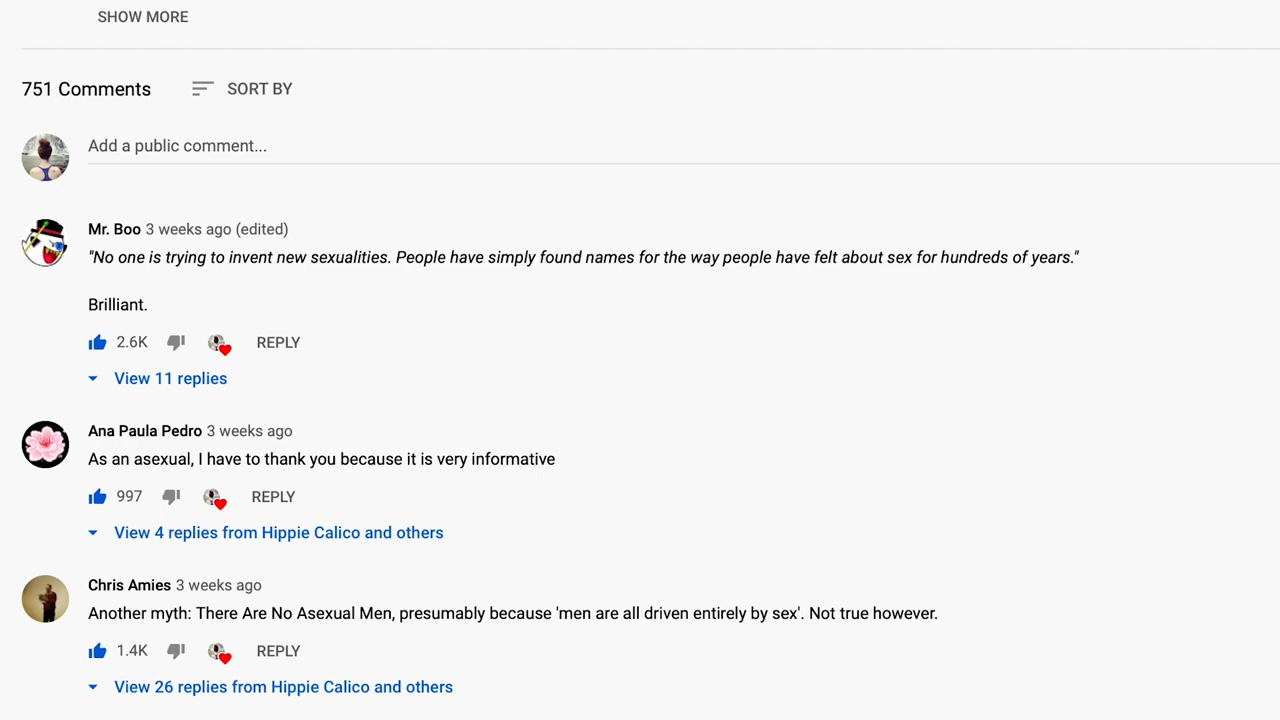 SHOW MORE
751 Comments SORT BY
Add a public comment...
Mr. Boo 3 weeks ago (edited)
"No one is trying to invent new sexualities. People have simply found names for the way people have felt about sex for hundreds of years."
Brilliant.
2.6K REPLY
View 11 replies
Ana Paula Pedro 3 weeks ago
As an asexual, I have to thank you because it is very informative
997 REPLY
View 4 replies from Hippie Calico and others
Chris Amies 3 weeks ago
Another myth: There Are No Asexual Men, presumably because 'men are all driven entirely by sex'. Not true however.
1.4K REPLY
View 26 replies from Hippie Calico and others